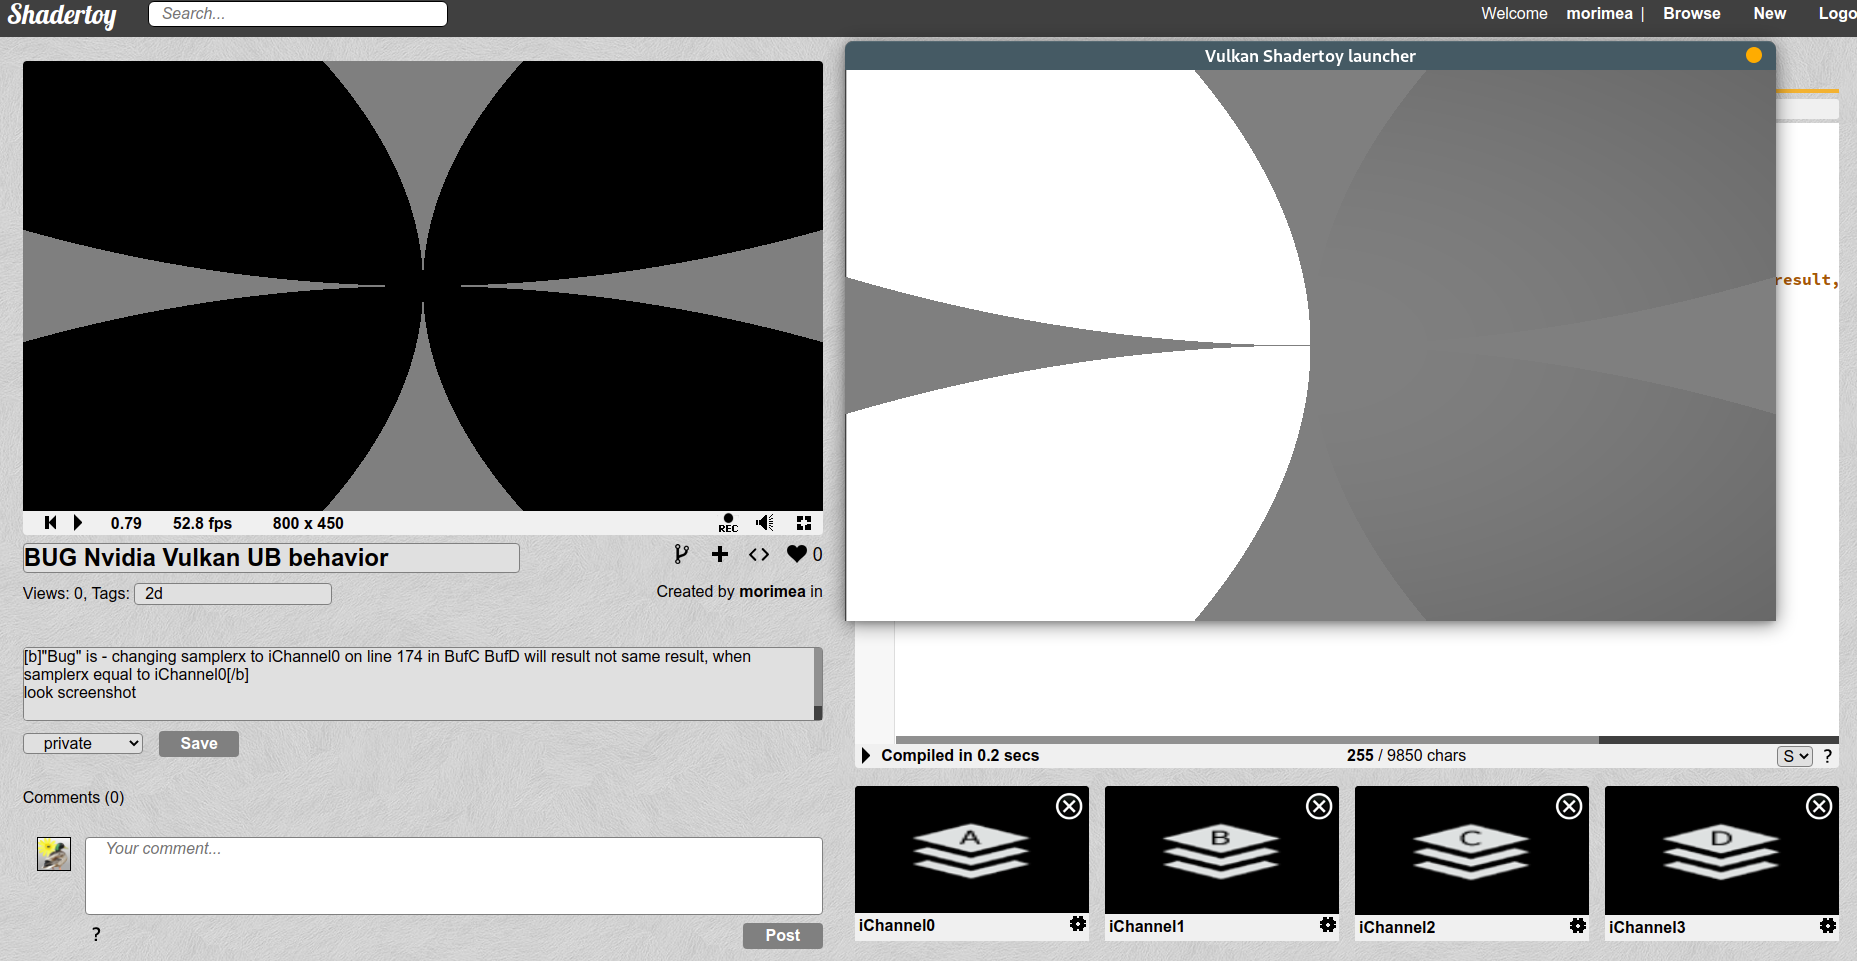 Shadertoy
Search...
Welcome morimea | Browse New Logo
Vulkan Shadertoy launcher
result,
0.79 52.8 fps 800 x 450 REC
BUG Nvidia Vulkan UB behavior
0
Views: 0, Tags: 2d
Created by morimea in
[b]"Bug" is - changing samplerx to iChannel0 on line 174 in BufC BufD will result not same result, when
samplerx equal to iChannel0[/b]
look screenshot
private Save
Compiled in 0.2 secs 255 / 9850 chars S ?
Comments (0)
Your comment...
? Post
A B C D
iChannel0 iChannel1 iChannel2 iChannel3